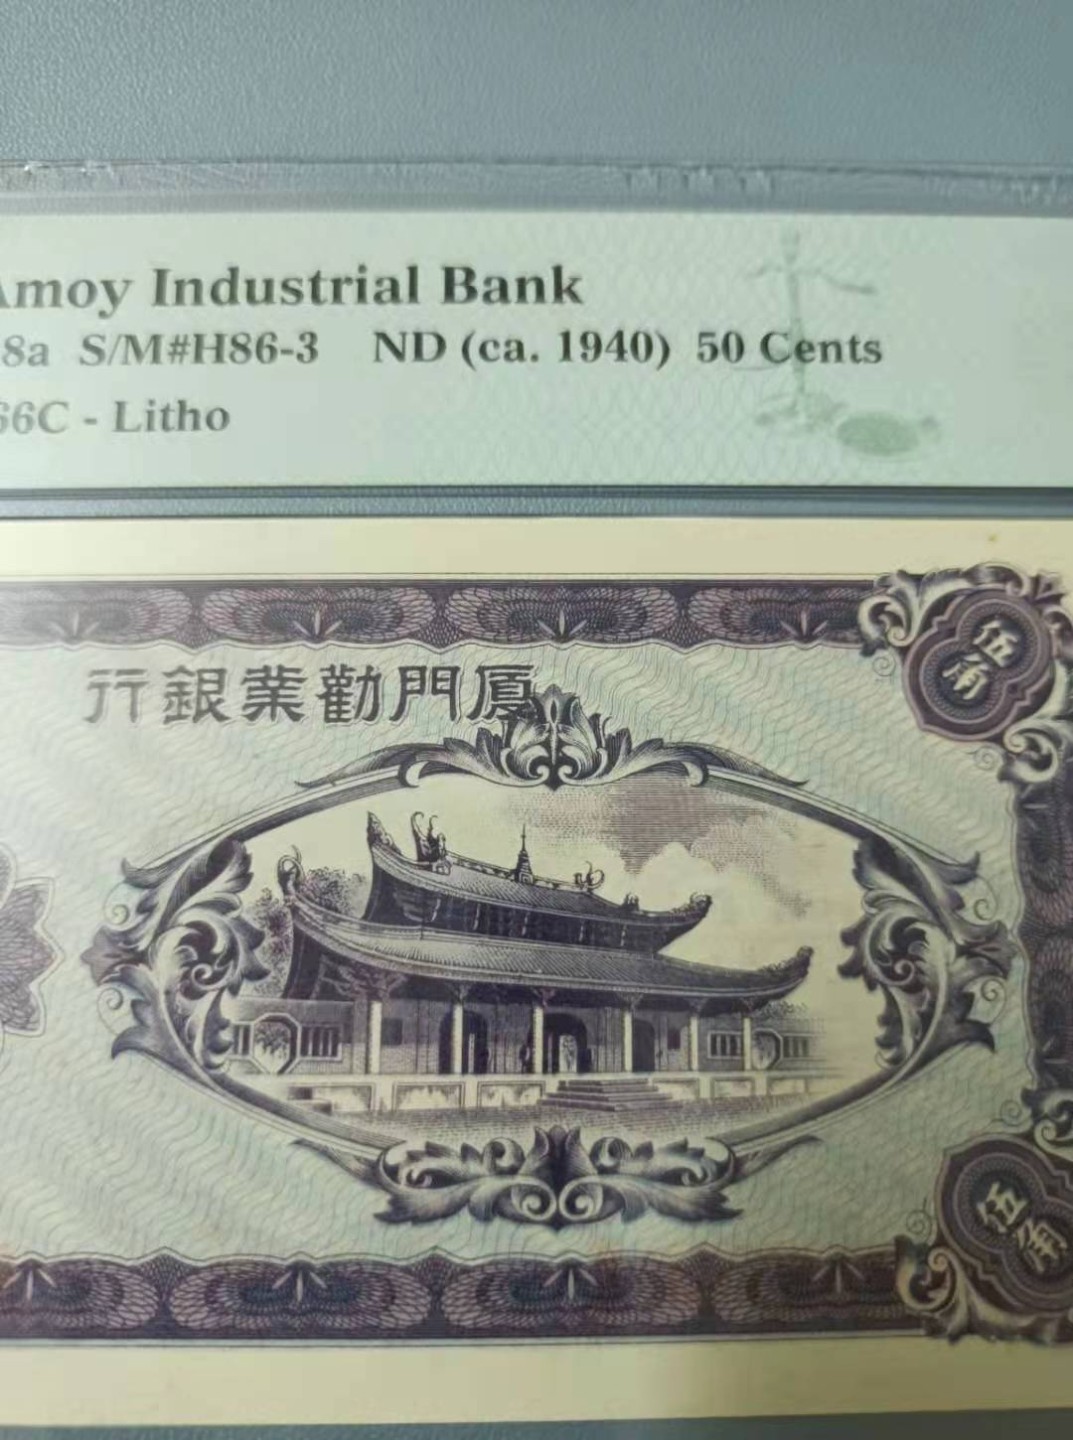 Amoy Industrial Bank
8a S/M#H86-3 ND (ca. 1940) 50 Cents
66C - Litho
伍角
行銀業勸門厦
伍角